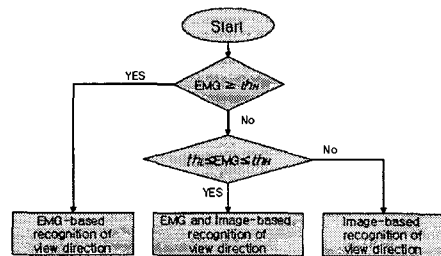 Start
YES
EMG ≥ th_H
No
th_L≤EMG≤th_H
No
YES
EMG-based
recognition of
view direction
EMG and Image-based
recognition of
view direction
Image-based
recognition of
view direction